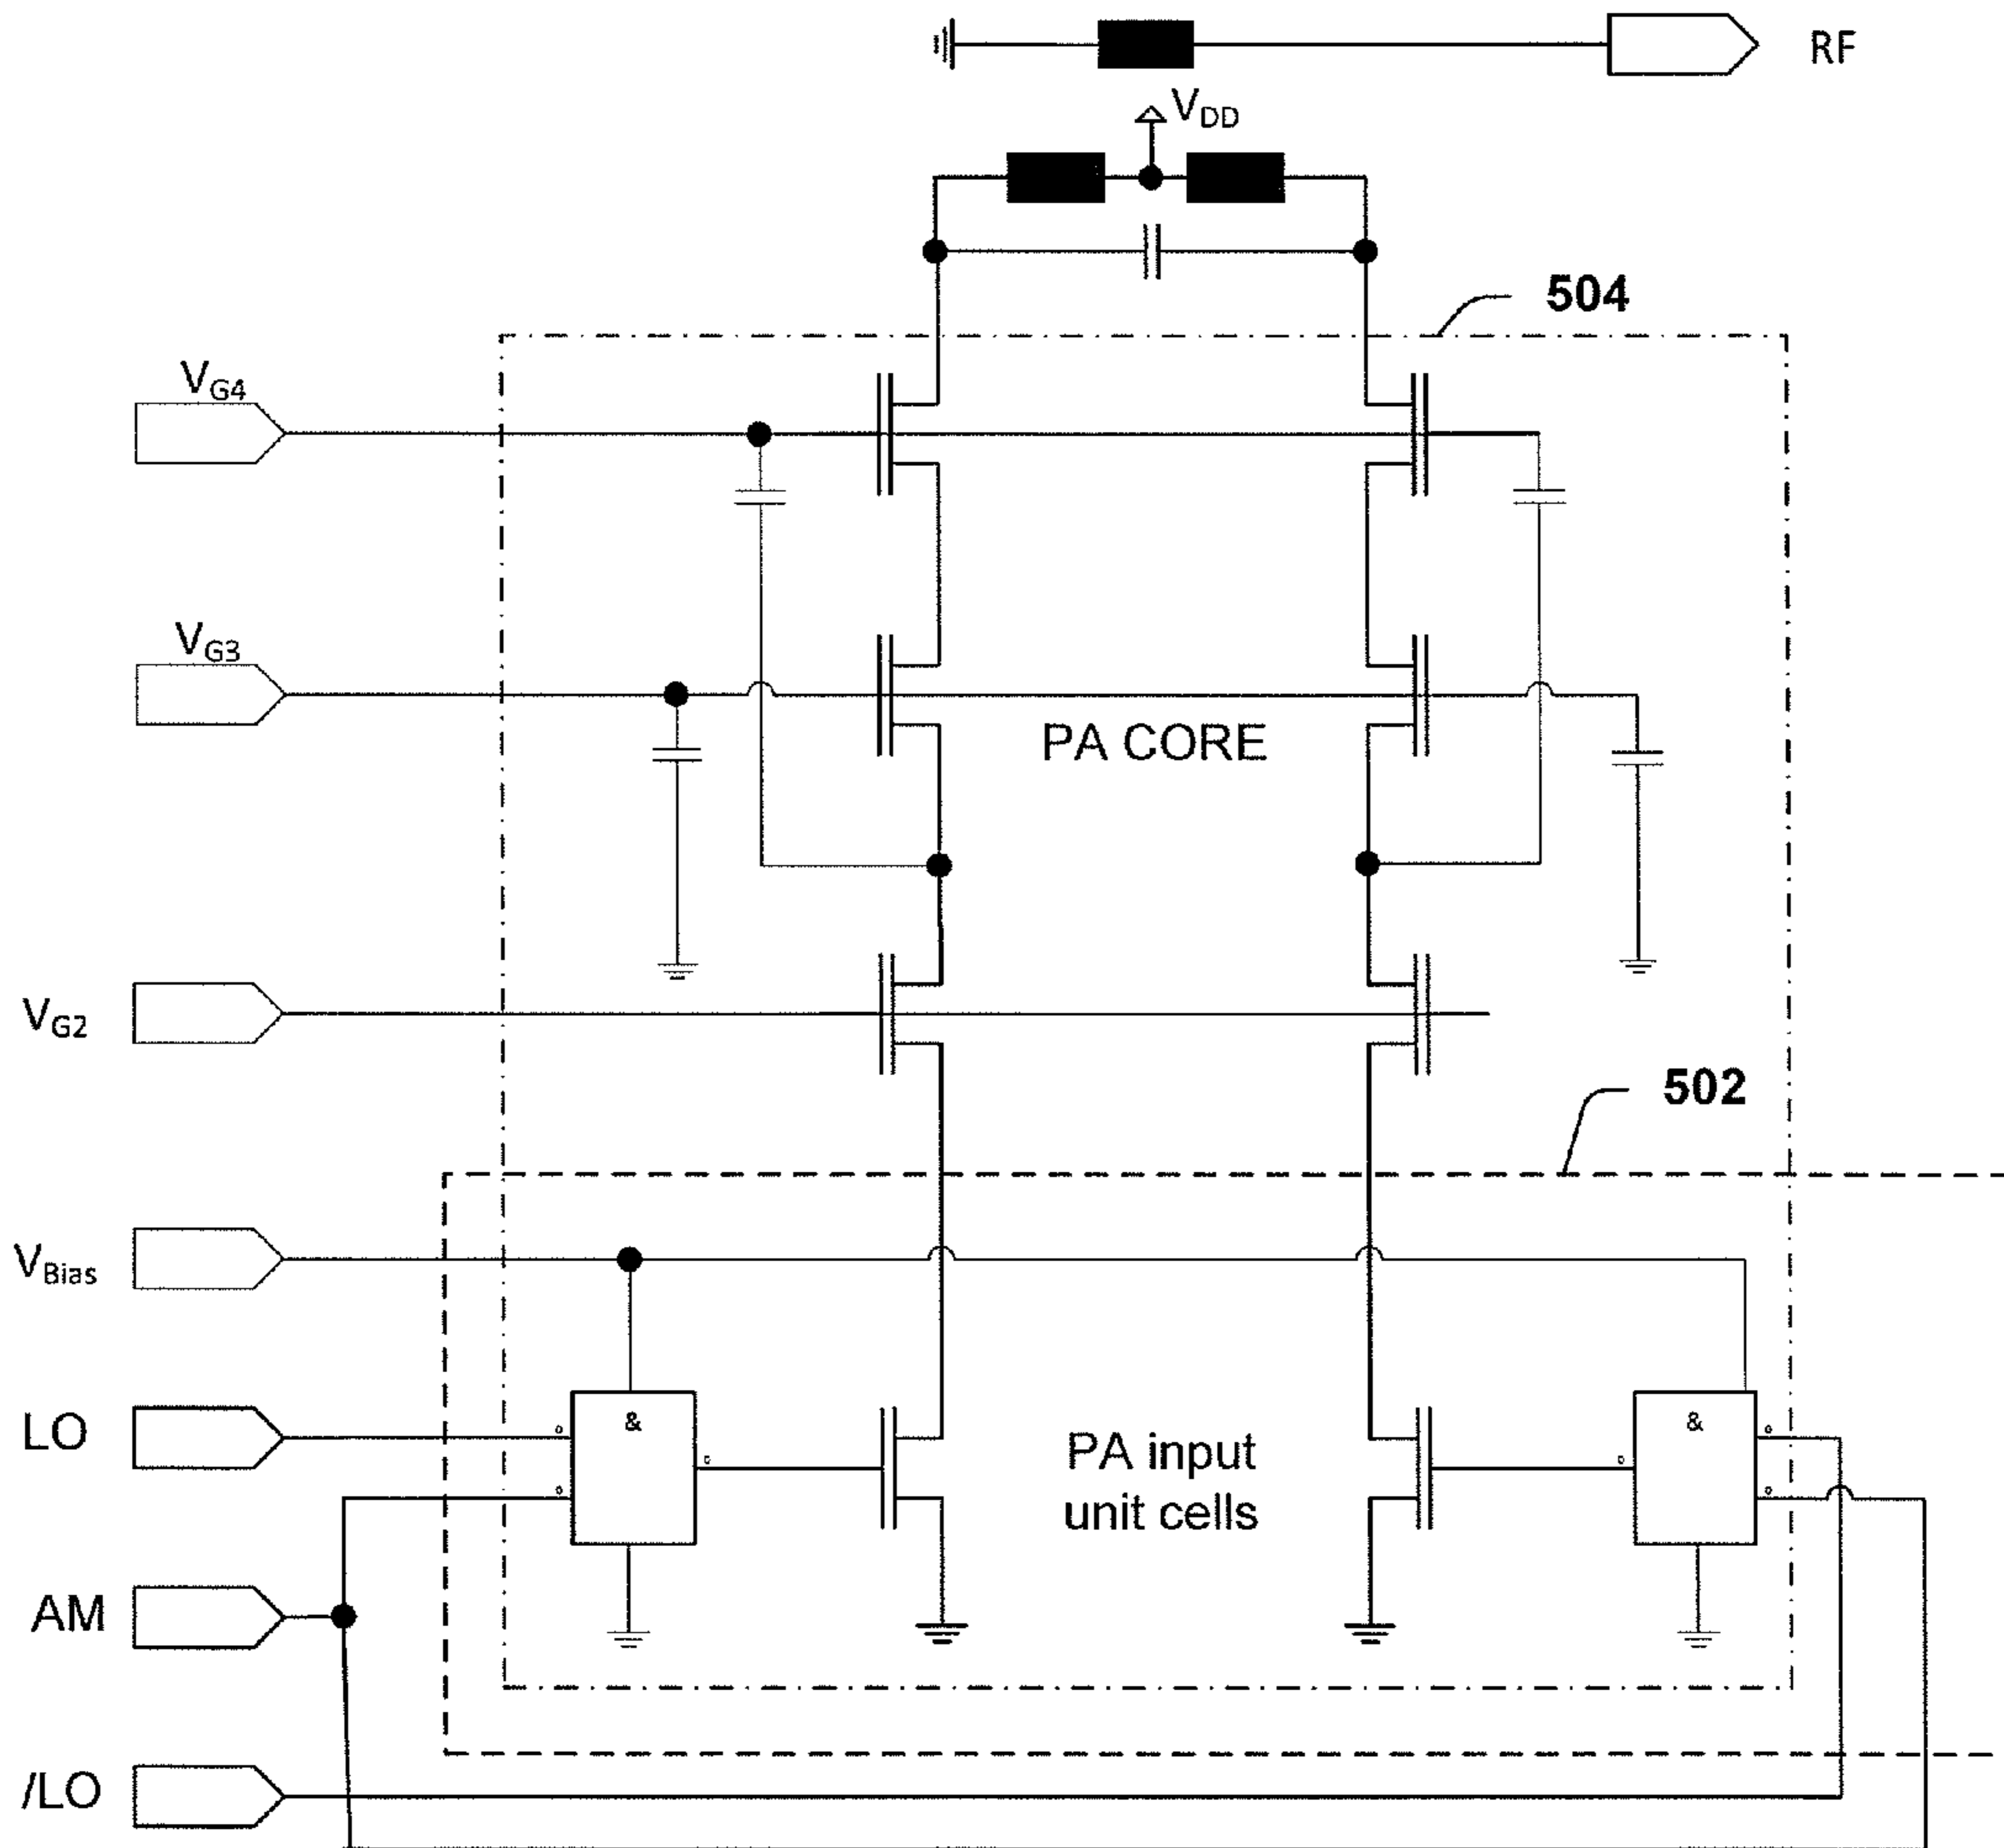 RF
VDD
504
VG4
VG3
PA CORE
VG2
502
VBias
LO
&
&
PA input
unit cells
AM
/LO